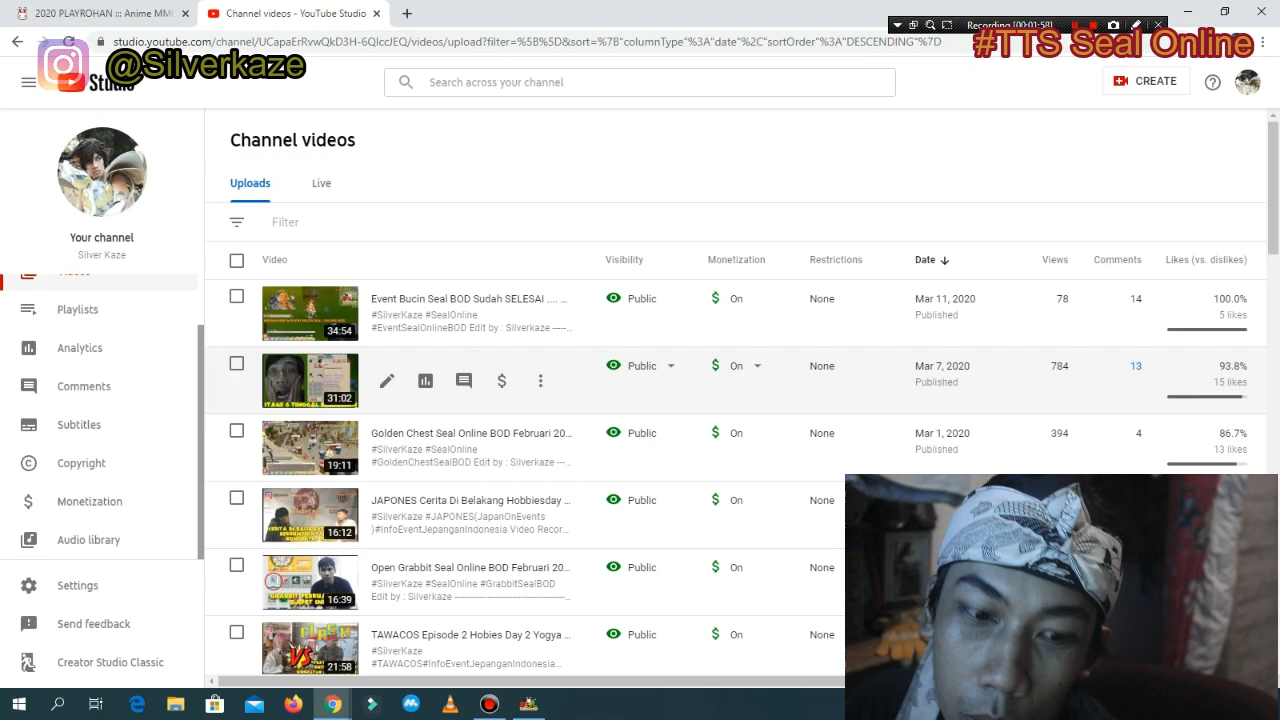 2020 Anime MMO
YouTube Studio
Recording [00:01:58]
#TTS Seal Online
studio.youtube.com/channel/UCapaErRvwQkD3H-6
videos/upload?filter=%5B%5D&sort=%7B"columnType"%3A"date"%2C"sortOrder"%3A"DESCENDING"%7D
@Silverkaze
Studio
Search across your channel
CREATE
Your channel
Silver Kaze
Playlists
Analytics
Comments
Subtitles
Copyright
Monetization
Audio library
Settings
Send feedback
Creator Studio Classic
Channel videos
Uploads Live
Filter
Video Visibility Monetization Restrictions Date Views Comments Likes (vs. dislikes)
Event Bucin Seal BOD Sudah SELESAI .... ... Public On None Mar 11, 2020 78 14 100.0%
#SilverKaze #SealOnline Published 5 likes
#EventSealOnlineBOD Edit by : Silverkaze -----...
34:54
Public On None Mar 7, 2020 784 13 93.8%
Published 15 likes
31:02
Golden Chest Seal Online BOD Februari 20... Public On None Mar 1, 2020 394 4 86.7%
#SilverKaze #SealOnline Published 13 likes
#GoldenChestSealBOD Edit by : Silverkaze ---...
19:11
JAPONES Cerita Di Belakang Hobbiesday ... Public On None
#SilverKaze #JAPONES(JapanOnEvents
)#InfoEventJepanganIndonesia Video Recor...
16:12
Open Grabbit Seal Online BOD Februari 20... Public On None
#SilverKaze #SealOnline #GrabbitSealBOD
Edit by : Silverkaze --------------------------------...
16:39
TAWACOS Episode 2 Hobies Day 2 Yogya ... Public On None
#SilverKaze
#TAWACOS#InfoEventJepanganIndonesia...
CLASH
VS
21:58